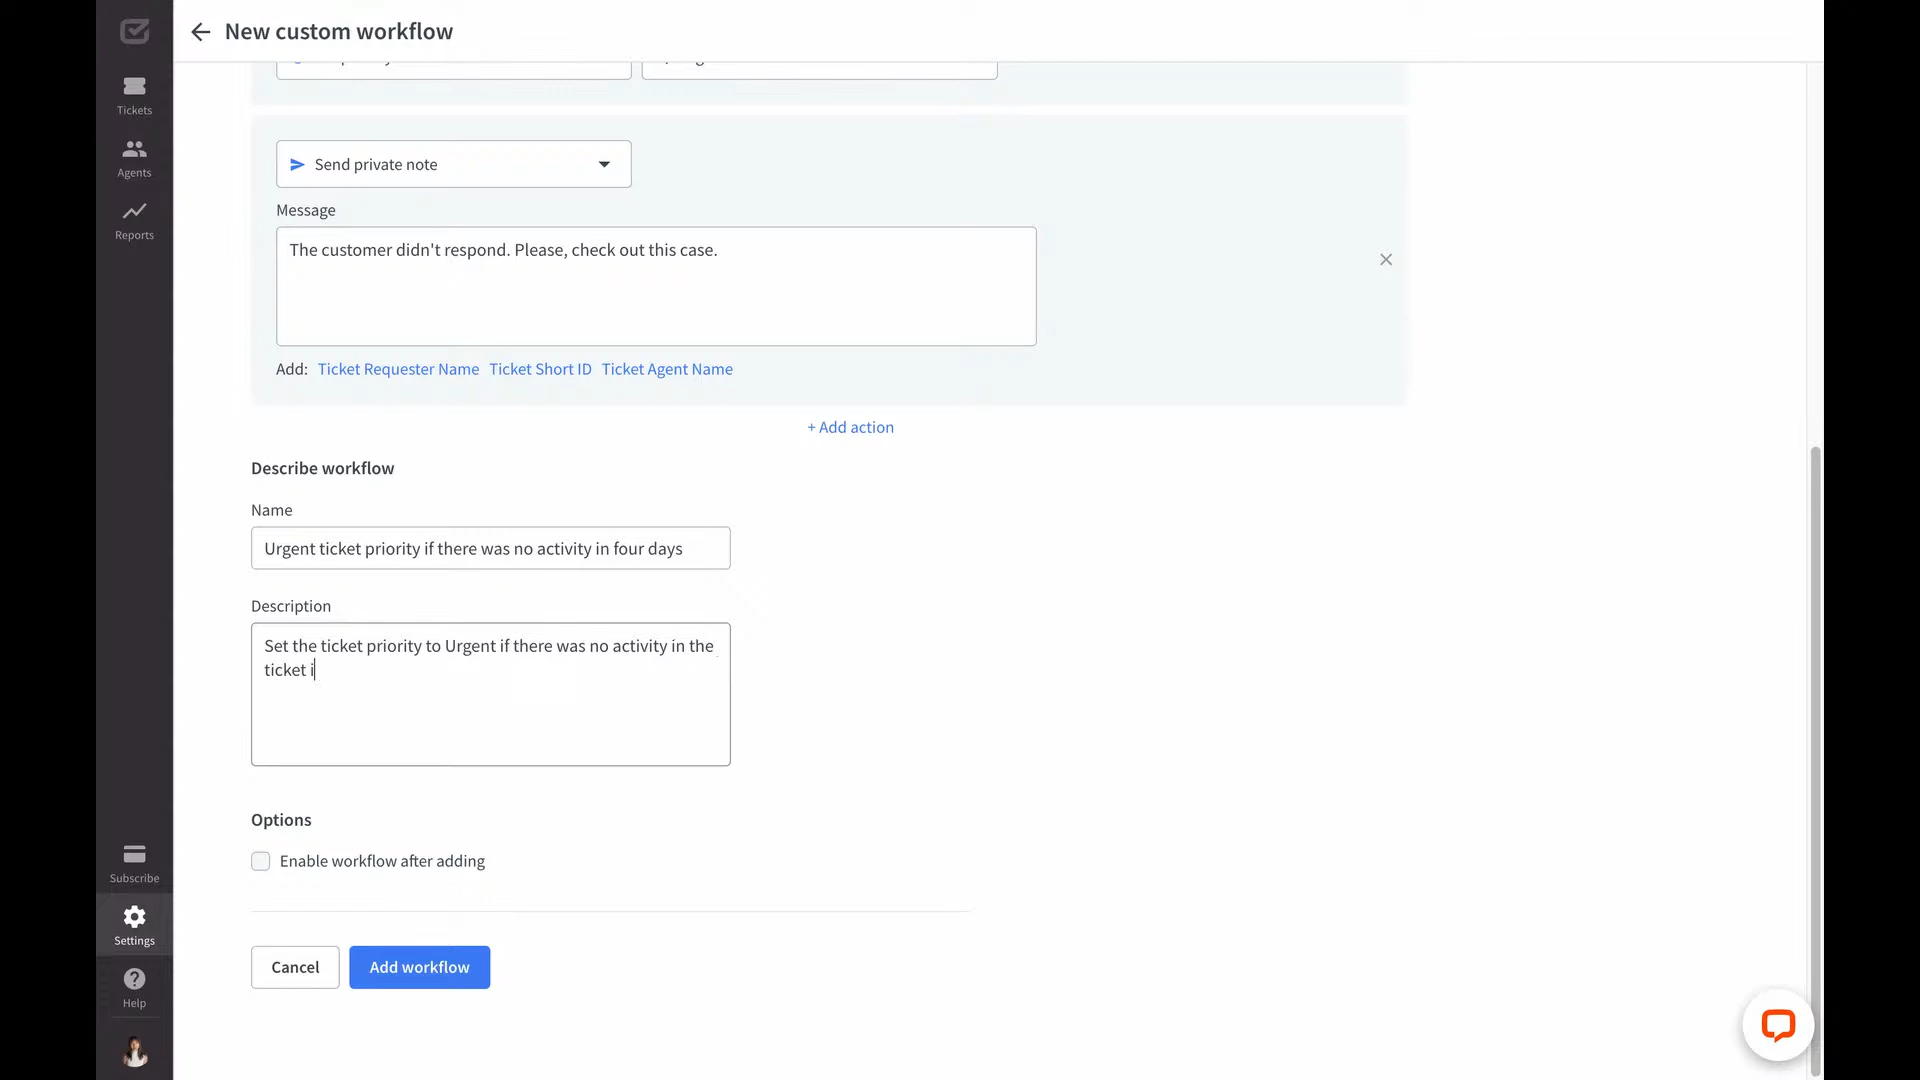 New custom workflow
Tickets
Agents
Reports
Send private note
Message
The customer didn't respond. Please, check out this case.
Add: Ticket Requester Name Ticket Short ID Ticket Agent Name
+ Add action
Describe workflow
Name
Urgent ticket priority if there was no activity in four days
Description
Set the ticket priority to Urgent if there was no activity in the
ticket i
Options
Enable workflow after adding
Cancel
Add workflow
Subscribe
Settings
Help